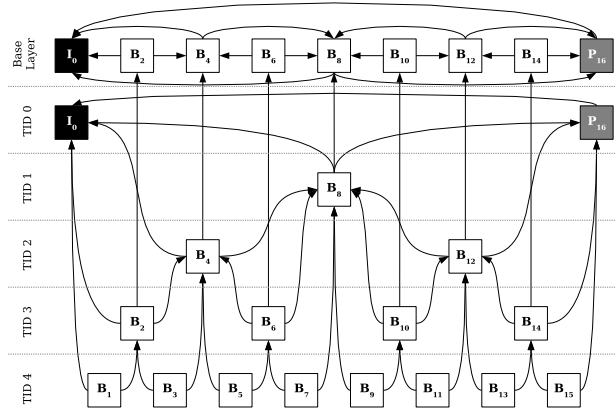 Base
Layer
I₀ B₂ B₄ B₆ B₈ B₁₀ B₁₂ B₁₄ P₁₆
TID 0
I₀ P₁₆
TID 1
B₈
TID 2
B₄ B₁₂
TID 3
B₂ B₆ B₁₀ B₁₄
TID 4
B₁ B₃ B₅ B₇ B₉ B₁₁ B₁₃ B₁₅